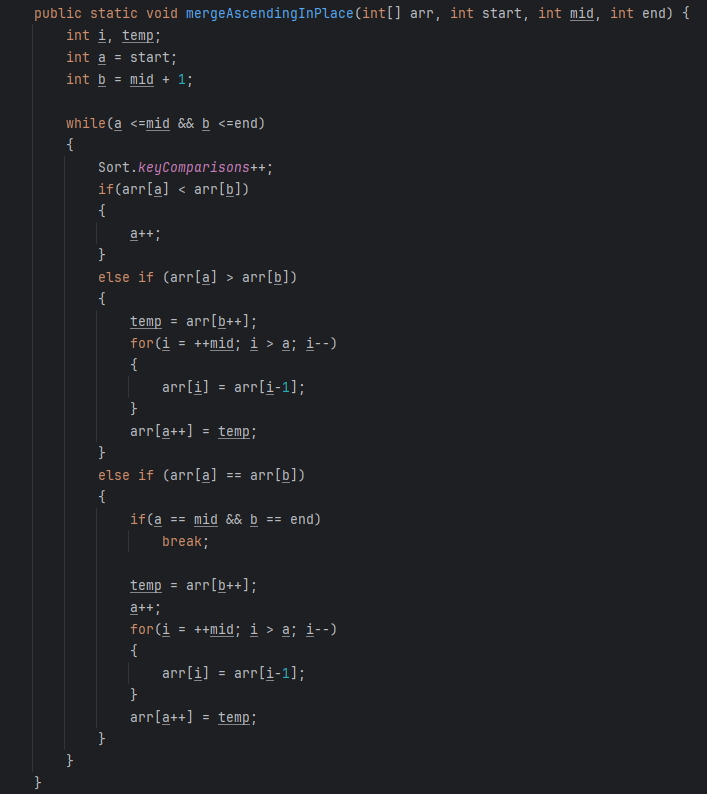 public static void mergeAscendingInPlace(int[] arr, int start, int mid, int end) {
    int i, temp;
    int a = start;
    int b = mid + 1;

    while(a <=mid && b <=end)
    {
        Sort.keyComparisons++;
        if(arr[a] < arr[b])
        {
            a++;
        }
        else if (arr[a] > arr[b])
        {
            temp = arr[b++];
            for(i = ++mid; i > a; i--)
            {
                arr[i] = arr[i-1];
            }
            arr[a++] = temp;
        }
        else if (arr[a] == arr[b])
        {
            if(a == mid && b == end)
                break;

            temp = arr[b++];
            a++;
            for(i = ++mid; i > a; i--)
            {
                arr[i] = arr[i-1];
            }
            arr[a++] = temp;
        }
    }
}